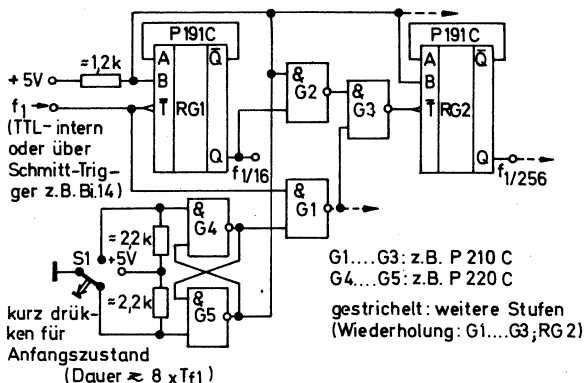 P191C
P191C
≈1,2k
+5V
A
B
T̅
Q̅
RG1
Q
f1
(TTL-intern
oder über
Schmitt-Trig-
ger z.B. Bi.14)
f1/16
&
G2
&
G3
A
B
T̅
Q̅
RG2
Q
f1/256
&
G1
≈2,2k
+5V
≈2,2k
S1
&
G4
&
G5
kurz drük-
ken für
Anfangszustand
(Dauer ≈ 8 x Tf1)
G1....G3: z.B. P 210 C
G4....G5: z.B. P 220 C
gestrichelt: weitere Stufen
(Wiederholung: G1....G3; RG2)